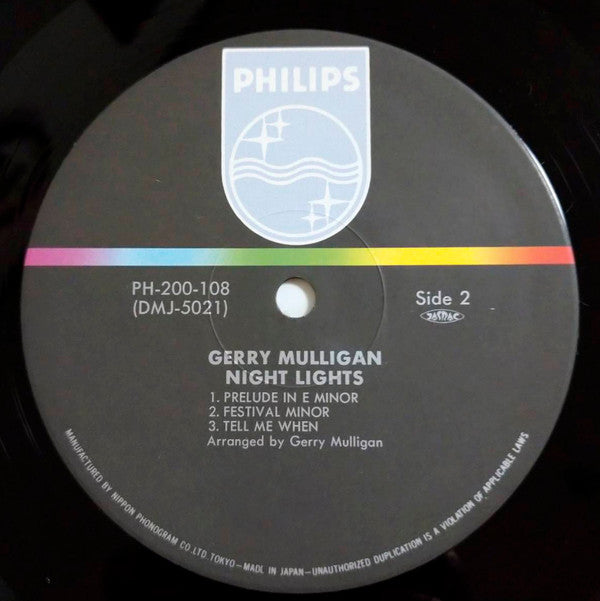 PHILIPS
PH-200-108
(DMJ-5021)
Side 2
JASRAC
GERRY MULLIGAN
NIGHT LIGHTS
1. PRELUDE IN E MINOR
2. FESTIVAL MINOR
3. TELL ME WHEN
Arranged by Gerry Mulligan
MANUFACTURED BY NIPPON PHONOGRAM CO. LTD. TOKYO—MADE IN JAPAN—UNAUTHORIZED DUPLICATION IS A VIOLATION OF APPLICABLE LAWS